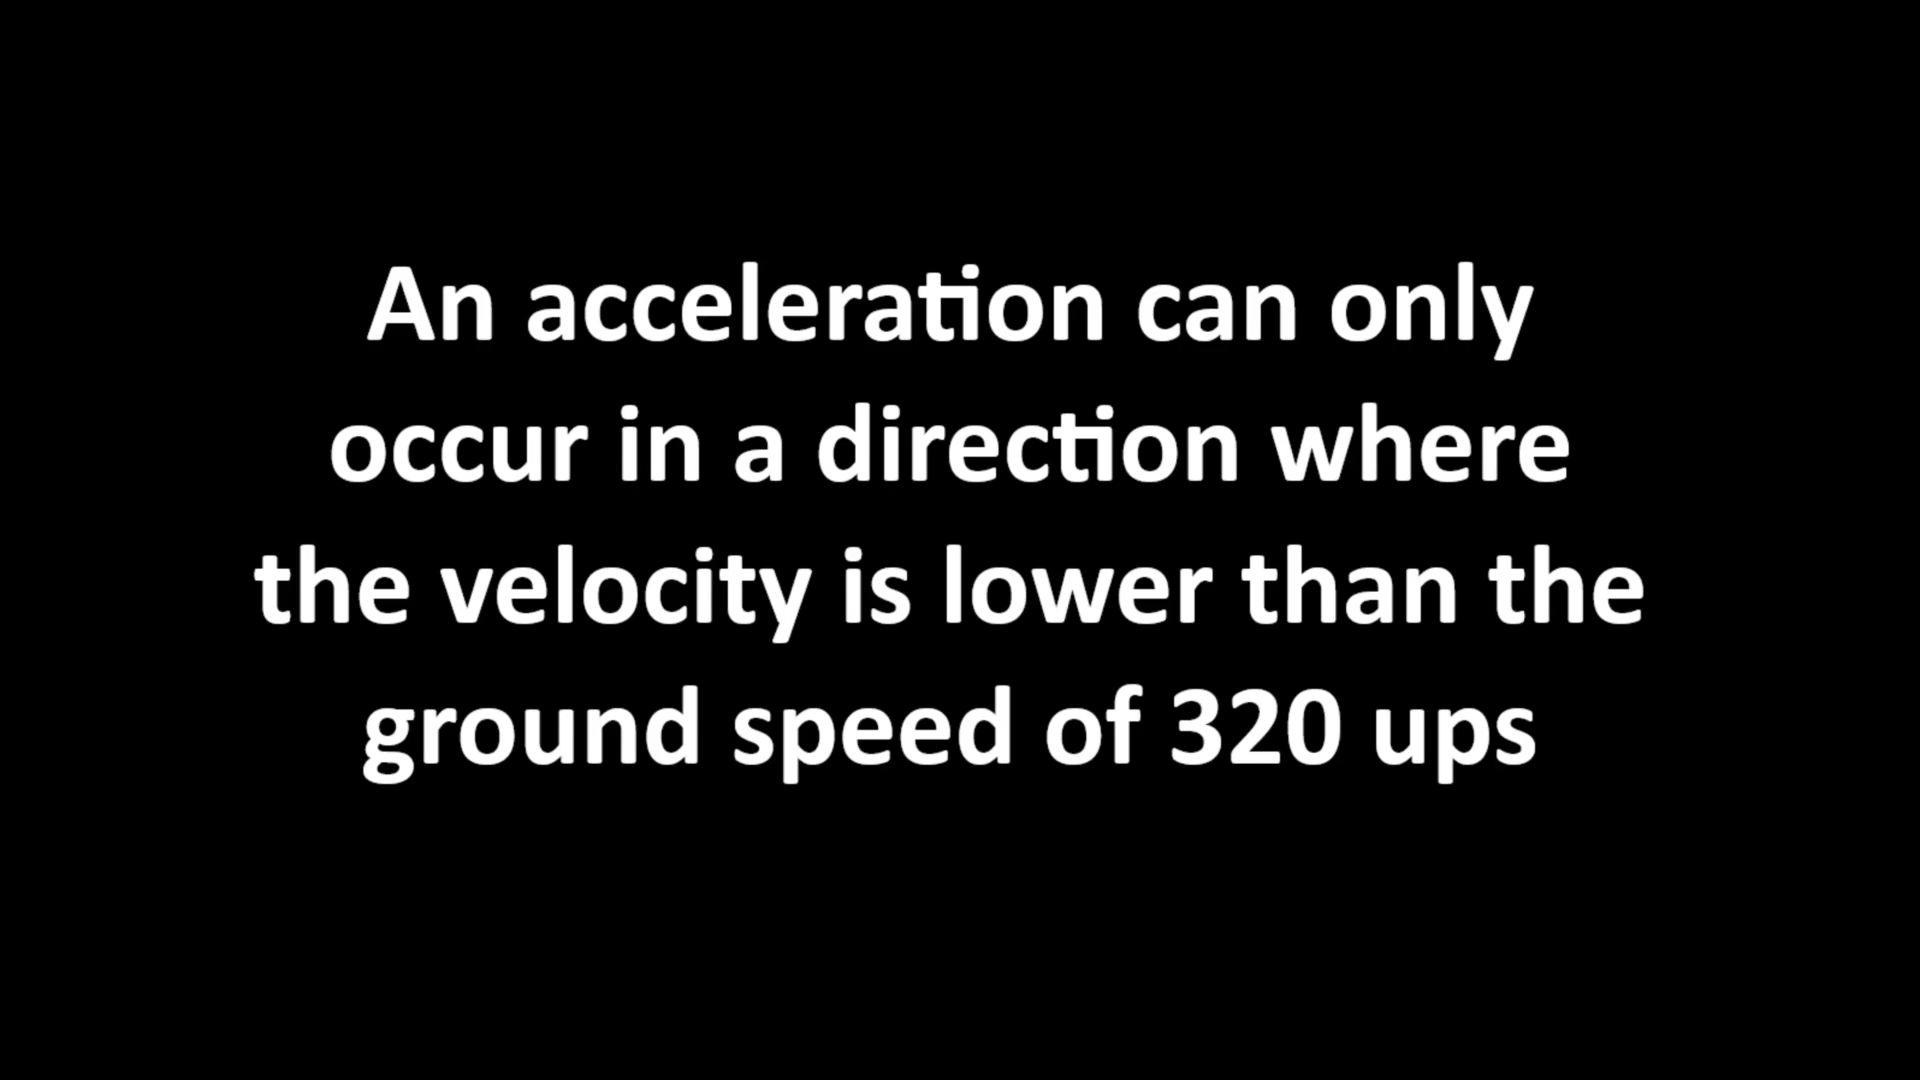 An acceleration can only
occur in a direction where
the velocity is lower than the
ground speed of 320 ups